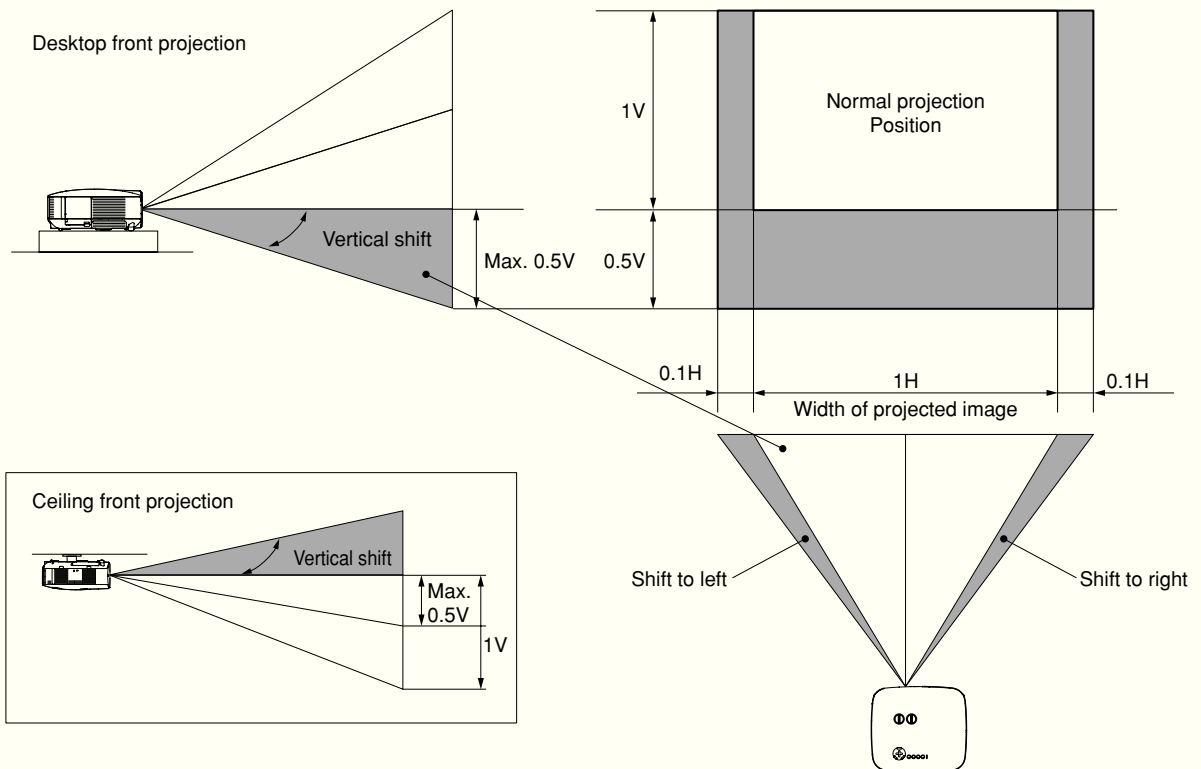 Desktop front projection
Vertical shift
Max. 0.5V
1V
0.5V
Normal projection
Position
0.1H
1H
0.1H
Width of projected image
Shift to left
Shift to right
Ceiling front projection
Vertical shift
Max.
0.5V
1V